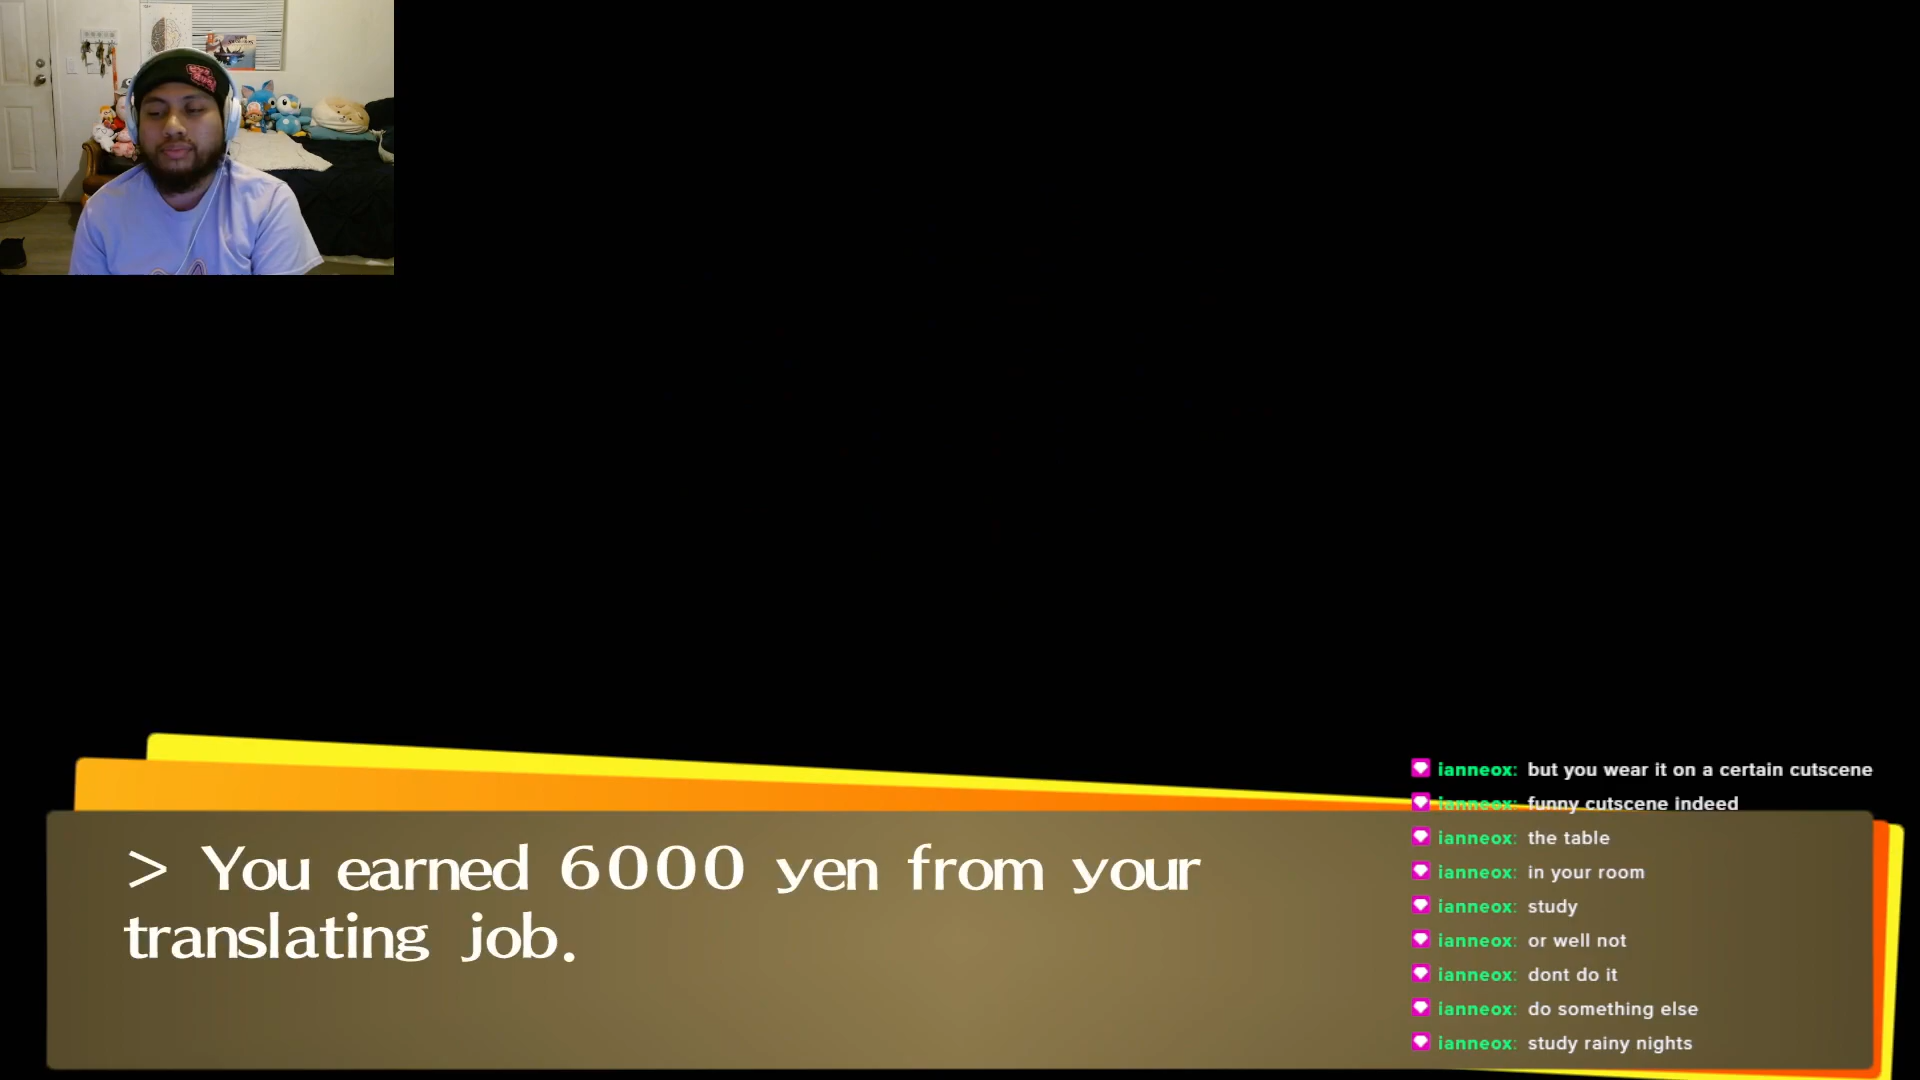 > You earned 6000 yen from your
translating job.
ianneox: but you wear it on a certain cutscene
ianneox: funny cutscene indeed
ianneox: the table
ianneox: in your room
ianneox: study
ianneox: or well not
ianneox: dont do it
ianneox: do something else
ianneox: study rainy nights